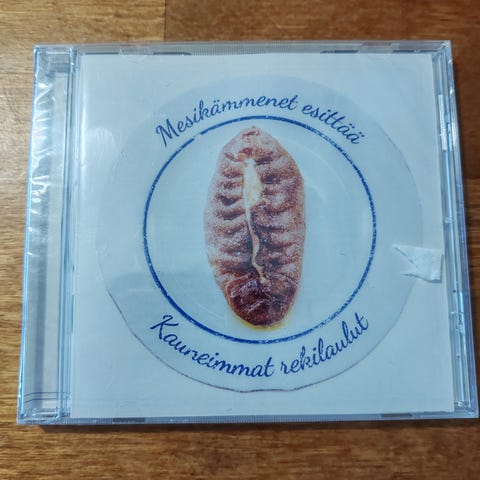 Mesikämmenet esittää
Kauneimmat rekilaulut